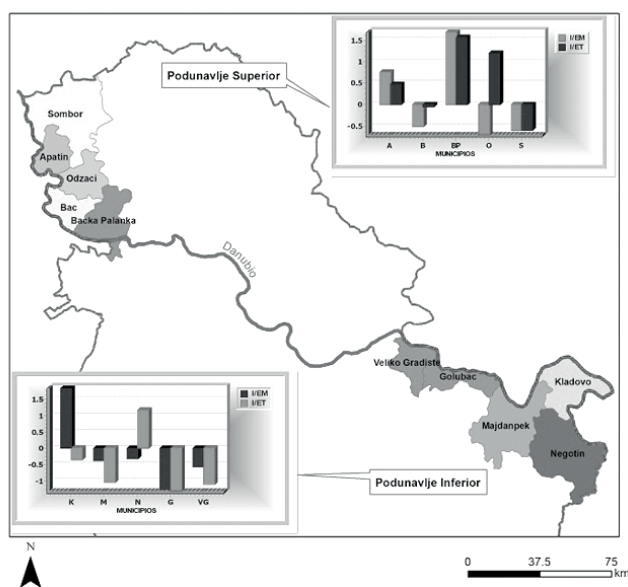 Podunavlje Superior
1.5
1
0.5
0
-0.5
A B BP O S
MUNICIPIOS
I/EM
I/ET
Sombor
Apatin
Odzaci
Bac
Backa Palanka
Danubio
Veliko Gradiste
Golubac
Kladovo
Majdanpek
Negotin
1.5
1
0.5
0
-0.5
-1
K M N G VG
MUNICIPIOS
I/EM
I/ET
Podunavlje Inferior
N
0 37.5 75
km